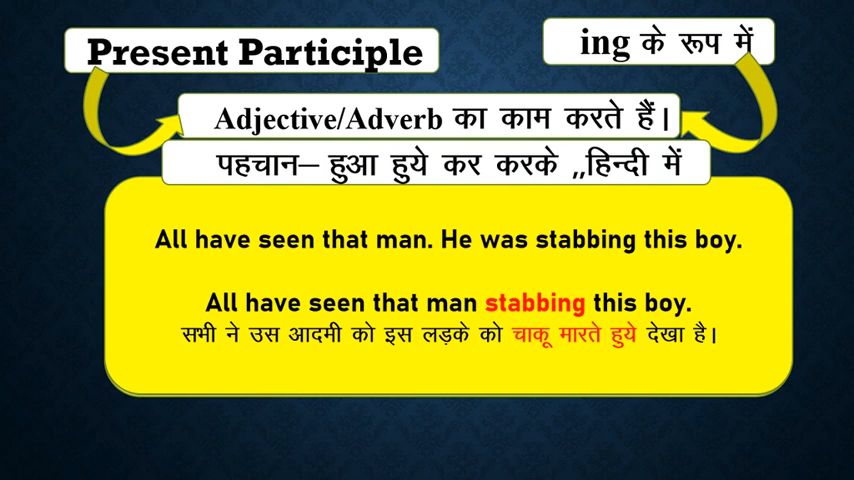 Present Participle
ing के रूप में
Adjective/Adverb का काम करते हैं।
पहचान– हुआ हुये कर करके ,,हिन्दी में
All have seen that man. He was stabbing this boy.
All have seen that man stabbing this boy.
सभी ने उस आदमी को इस लड़के को चाकू मारते हुये देखा है।